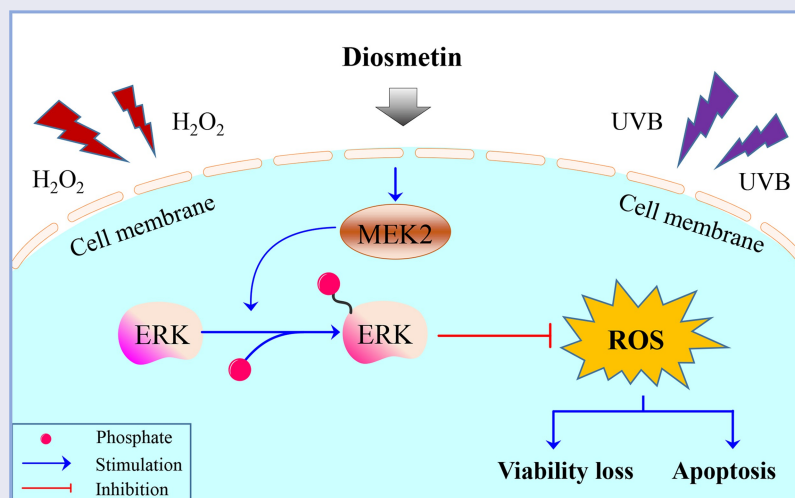 Diosmetin
H₂O₂
H₂O₂
UVB
UVB
Cell membrane
Cell membrane
MEK2
ERK
ERK
ROS
Viability loss
Apoptosis
Phosphate
Stimulation
Inhibition